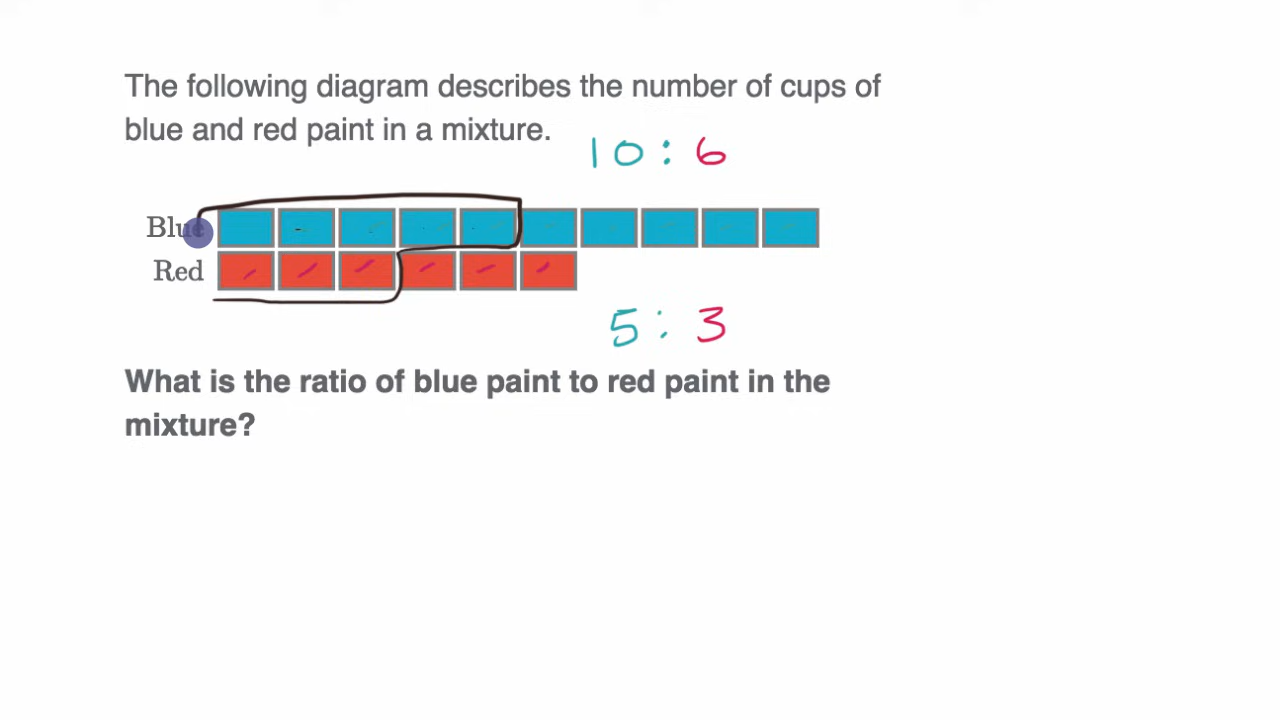 The following diagram describes the number of cups of
blue and red paint in a mixture.
10 : 6
Blue
Red
5 : 3
What is the ratio of blue paint to red paint in the
mixture?